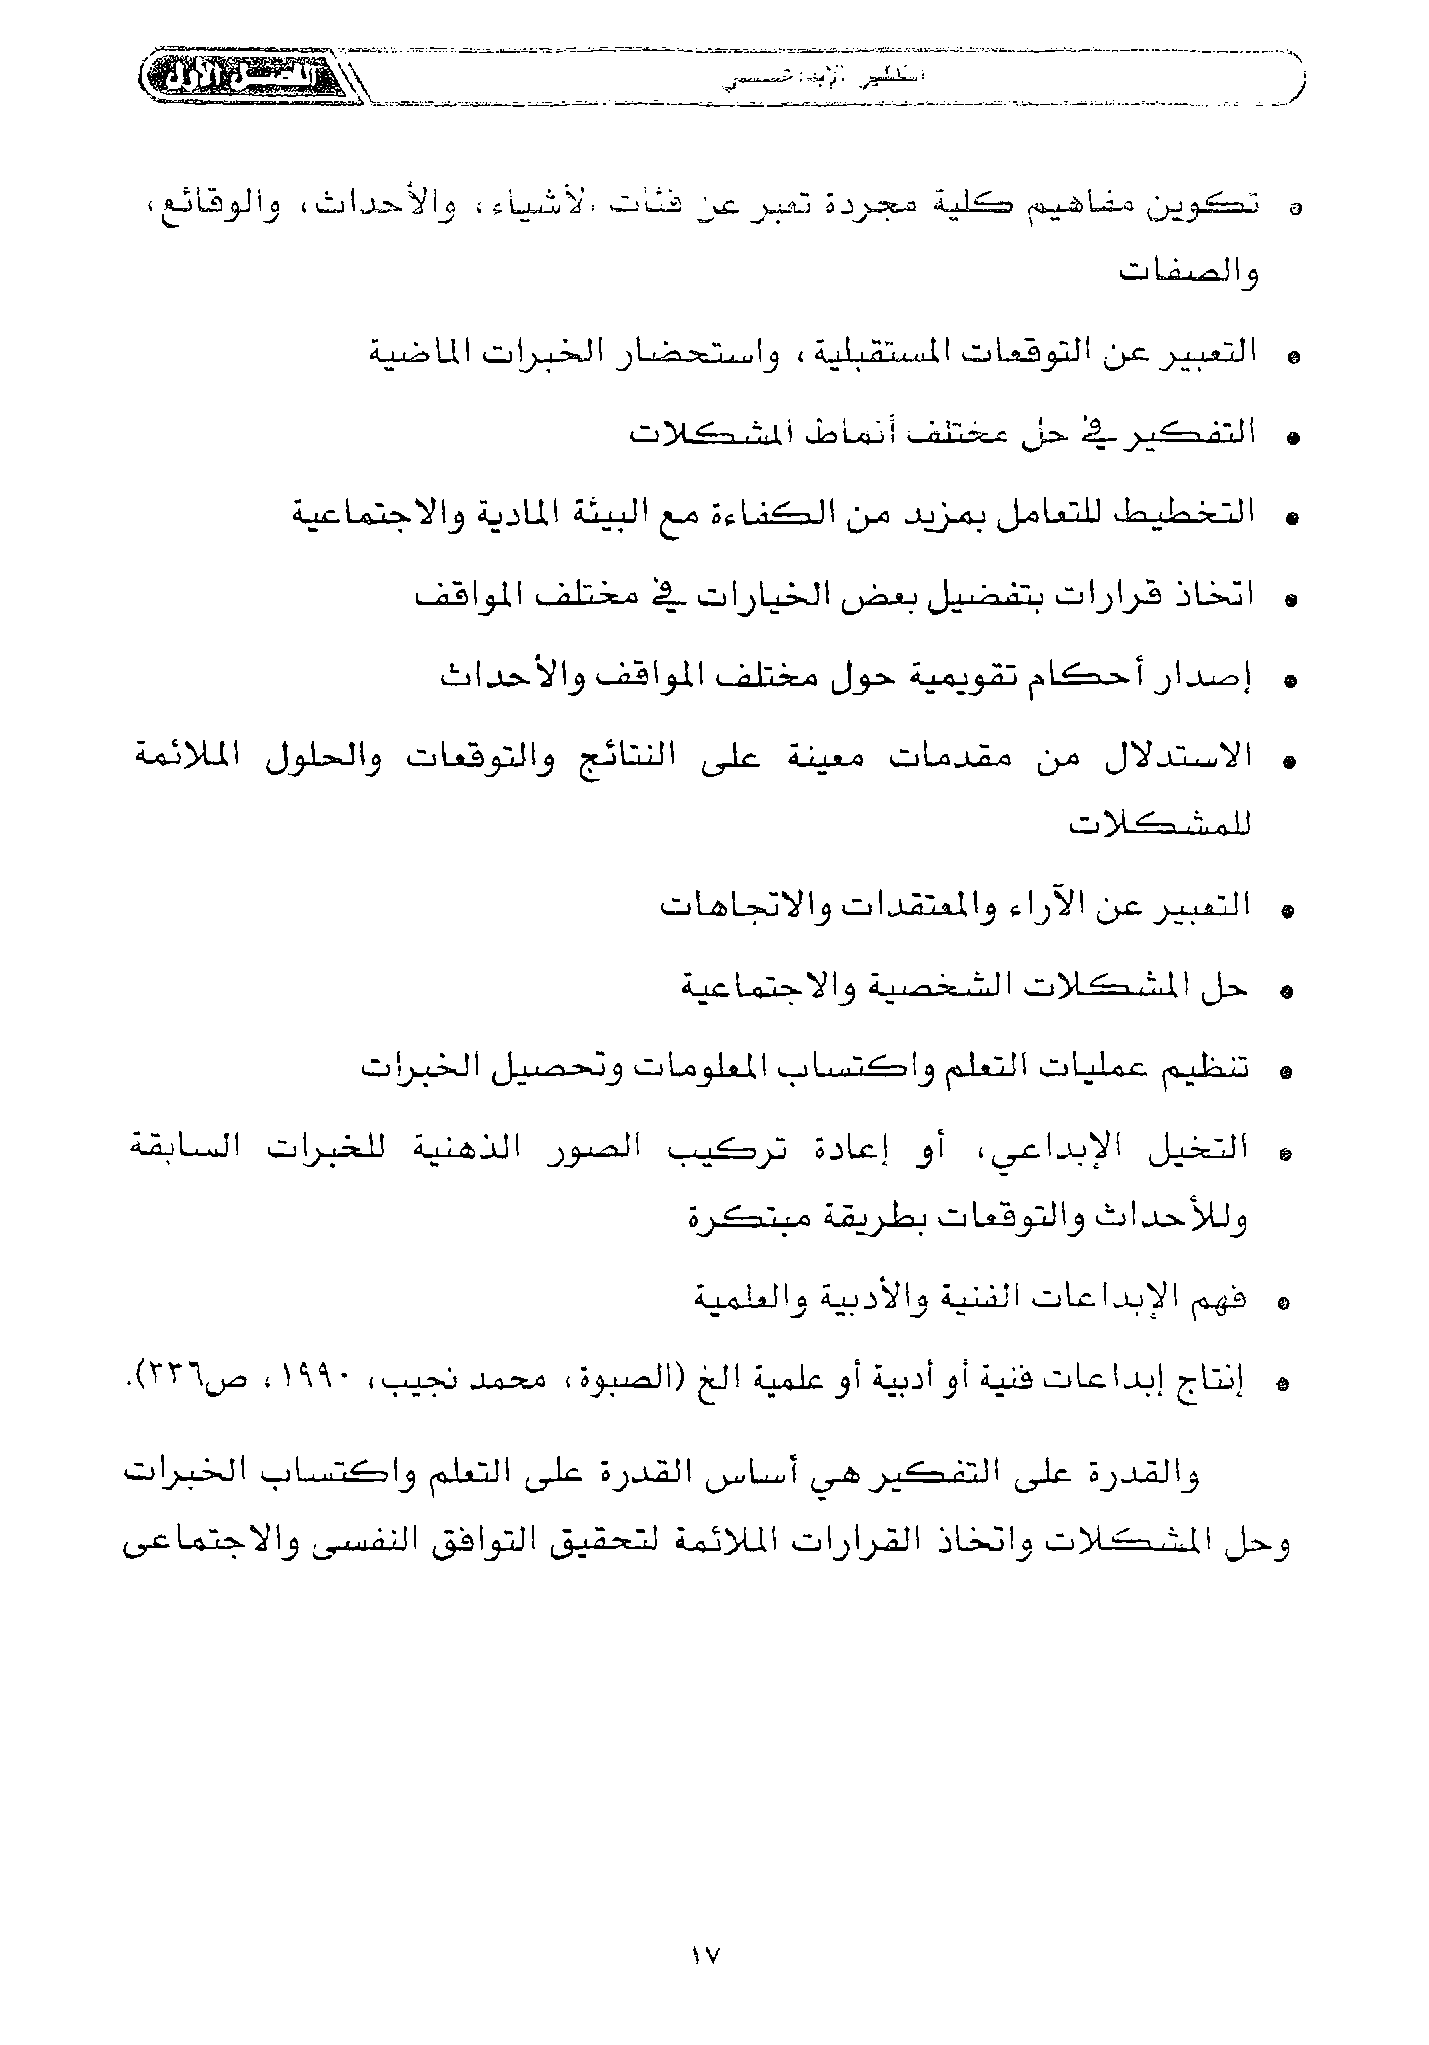 الفصل الأول
• تكوين مفاهيم كلية مجردة تعبر عن فئات الأشياء، والأحداث، والوقائع،
والصفات
• التعبير عن التوقعات المستقبلية، واستحضار الخبرات الماضية
• التفكير في حل مختلف أنماط المشكلات
• التخطيط للتعامل بمزيد من الكفاءة مع البيئة المادية والاجتماعية
• اتخاذ قرارات بتفضيل بعض الخيارات في مختلف المواقف
• إصدار أحكام تقويمية حول مختلف المواقف والأحداث
• الاستدلال من مقدمات معينة على النتائج والتوقعات والحلول الملائمة
للمشكلات
• التعبير عن الآراء والمعتقدات والاتجاهات
• حل المشكلات الشخصية والاجتماعية
• تنظيم عمليات التعلم واكتساب المعلومات وتحصيل الخبرات
• التخيل الإبداعي، أو إعادة تركيب الصور الذهنية للخبرات السابقة
وللأحداث والتوقعات بطريقة مبتكرة
• فهم الإبداعات الفنية والأدبية والعلمية
• إنتاج إبداعات فنية أو أدبية أو علمية الخ (الصبوة، محمد نجيب، ١٩٩٠، ص٢٣٦).
والقدرة على التفكير هي أساس القدرة على التعلم واكتساب الخبرات
وحل المشكلات واتخاذ القرارات الملائمة لتحقيق التوافق النفسى والاجتماعى
١٧